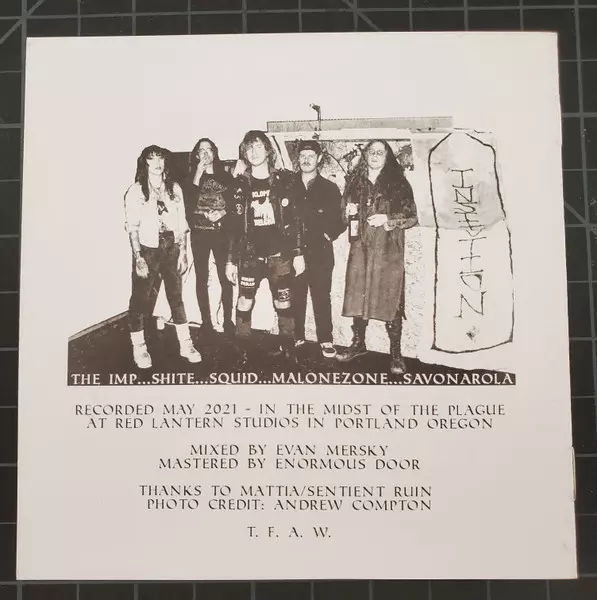 THE IMP...SHITE...SQUID...MALONEZONE...SAVONAROLA
RECORDED MAY 2021 - IN THE MIDST OF THE PLAGUE
AT RED LANTERN STUDIOS IN PORTLAND OREGON
MIXED BY EVAN MERSKY
MASTERED BY ENORMOUS DOOR
THANKS TO MATTIA/SENTIENT RUIN
PHOTO CREDIT: ANDREW COMPTON
T. F. A. W.